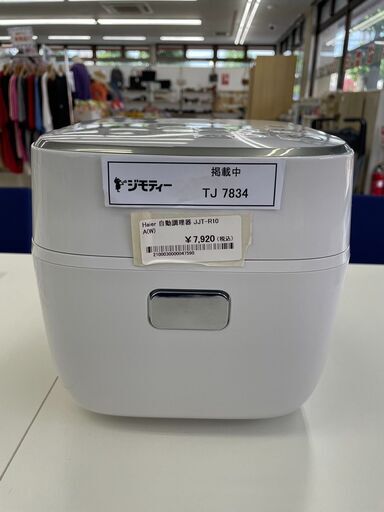 掲載中
ジモティー
TJ 7834
Haier 自動調理器 JJT-R10
A(W)
￥7,920(税込)
2100030000047590